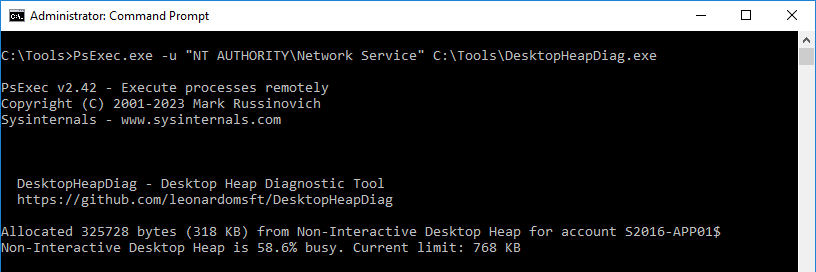 Administrator: Command Prompt
C:\Tools>PsExec.exe -u "NT AUTHORITY\Network Service" C:\Tools\DesktopHeapDiag.exe
PsExec v2.42 - Execute processes remotely
Copyright (C) 2001-2023 Mark Russinovich
Sysinternals - www.sysinternals.com
DesktopHeapDiag - Desktop Heap Diagnostic Tool
https://github.com/leonardomsft/DesktopHeapDiag
Allocated 325728 bytes (318 KB) from Non-Interactive Desktop Heap for account S2016-APP01$
Non-Interactive Desktop Heap is 58.6% busy. Current limit: 768 KB